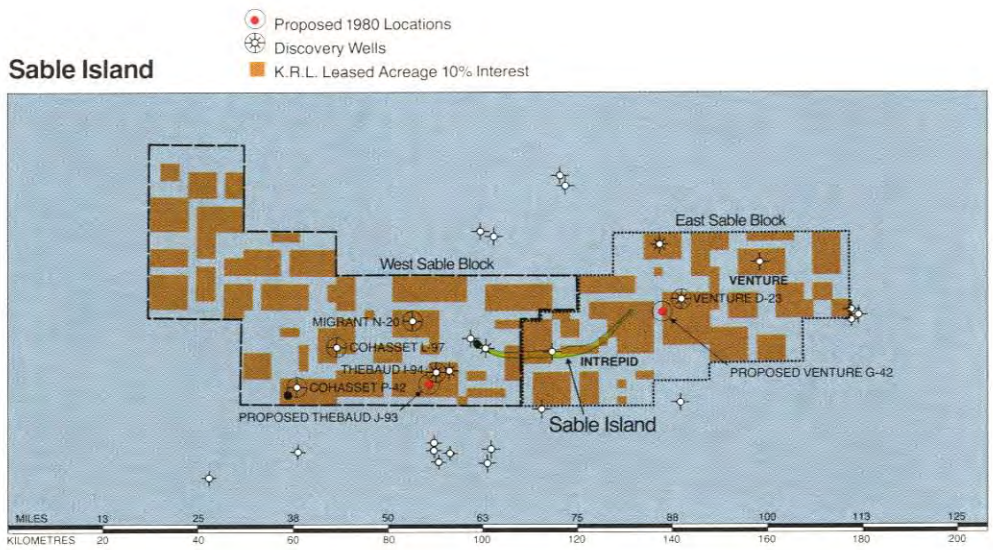 Proposed 1980 Locations
Discovery Wells
K.R.L. Leased Acreage 10% Interest
Sable Island
East Sable Block
West Sable Block
VENTURE
VENTURE D-23
MIGRANT N-20
COHASSET L-97
INTREPID
THEBAUD I-94
PROPOSED VENTURE G-42
COHASSET P-42
PROPOSED THEBAUD J-93
Sable Island
MILES 13 25 38 50 63 75 88 100 113 125
KILOMETRES 20 40 60 80 100 120 140 160 180 200